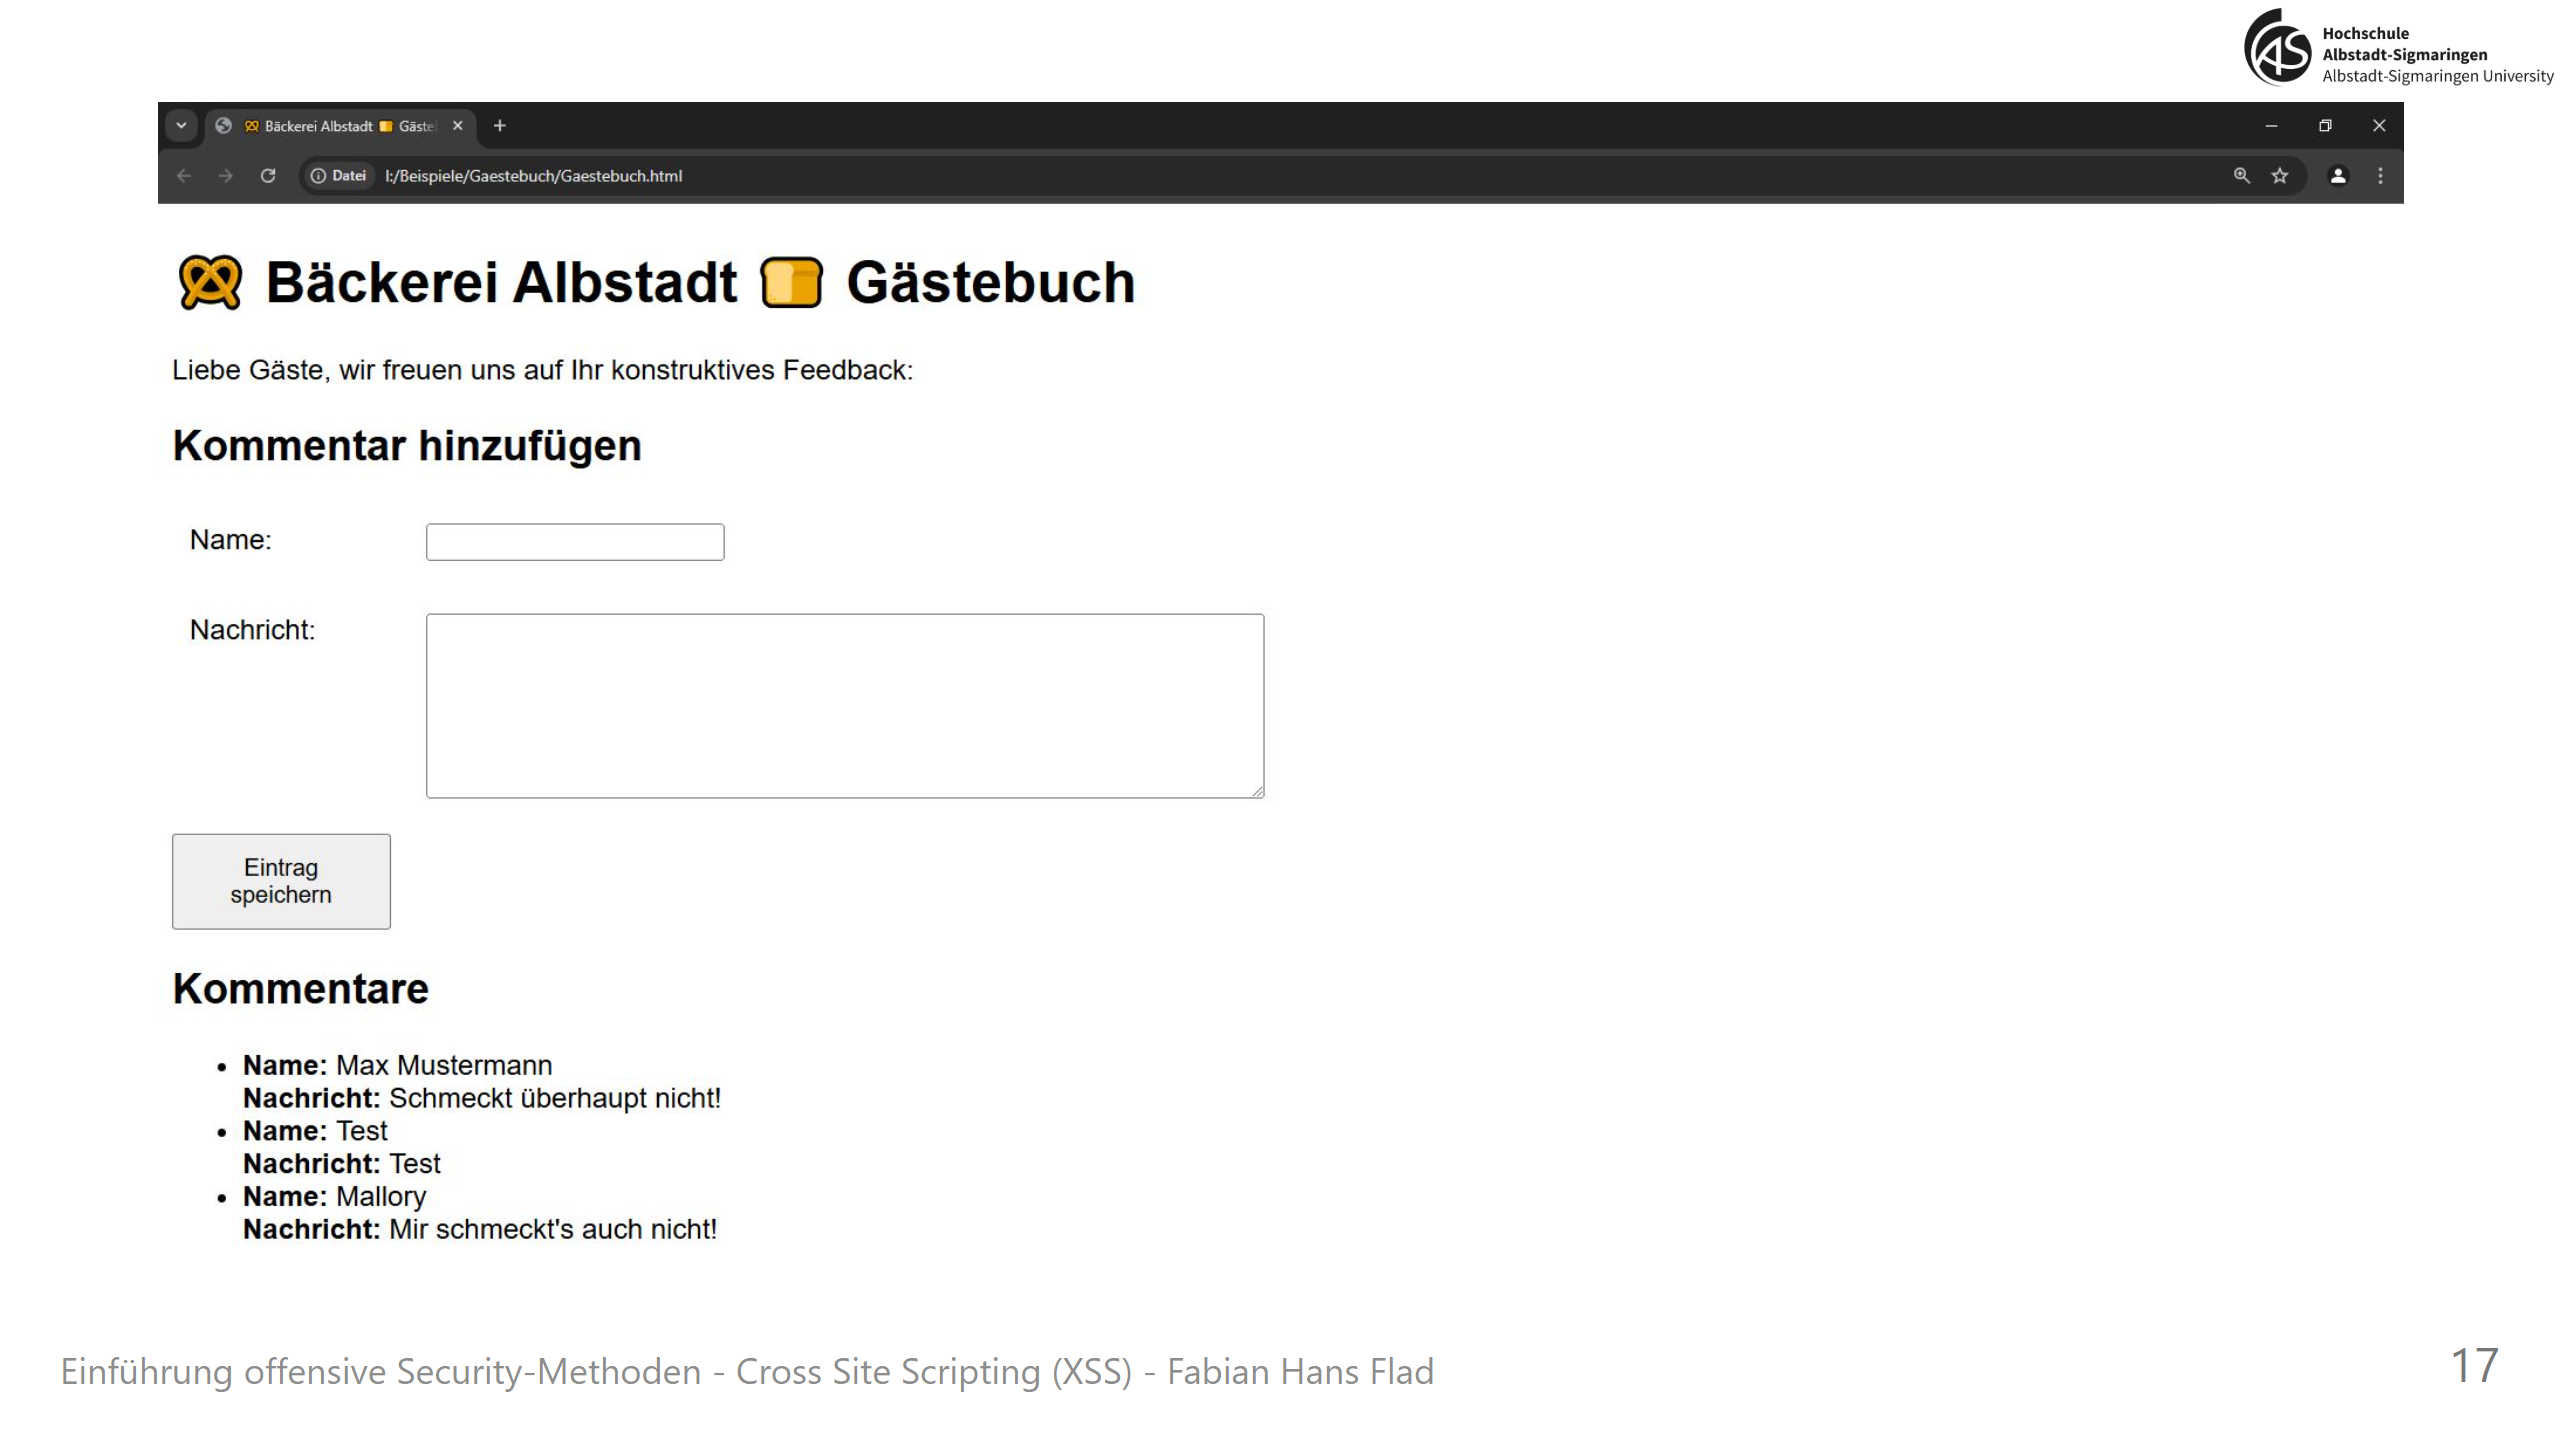 Hochschule
Albstadt-Sigmaringen
Albstadt-Sigmaringen University
Bäckerei Albstadt Gäste
Datei I:/Beispiele/Gaestebuch/Gaestebuch.html
Bäckerei Albstadt Gästebuch
Liebe Gäste, wir freuen uns auf Ihr konstruktives Feedback:
Kommentar hinzufügen
Name:
Nachricht:
Eintrag
speichern
Kommentare
• Name: Max Mustermann
Nachricht: Schmeckt überhaupt nicht!
• Name: Test
Nachricht: Test
• Name: Mallory
Nachricht: Mir schmeckt's auch nicht!
Einführung offensive Security-Methoden - Cross Site Scripting (XSS) - Fabian Hans Flad
17